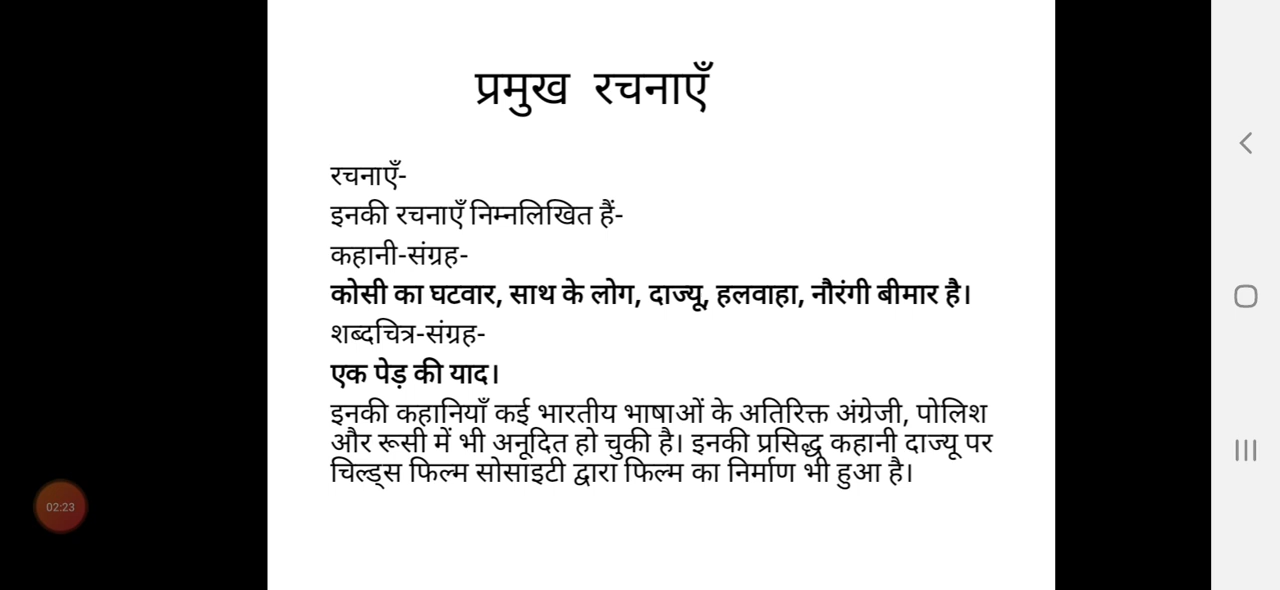 प्रमुख रचनाएँ
रचनाएँ-
इनकी रचनाएँ निम्नलिखित हैं-
कहानी-संग्रह-
कोसी का घटवार, साथ के लोग, दाज्यू, हलवाहा, नौरंगी बीमार है।
शब्दचित्र-संग्रह-
एक पेड़ की याद।
इनकी कहानियाँ कई भारतीय भाषाओं के अतिरिक्त अंग्रेजी, पोलिश
और रूसी में भी अनूदित हो चुकी है। इनकी प्रसिद्ध कहानी दाज्यू पर
चिल्ड्स फिल्म सोसाइटी द्वारा फिल्म का निर्माण भी हुआ है।
02:23